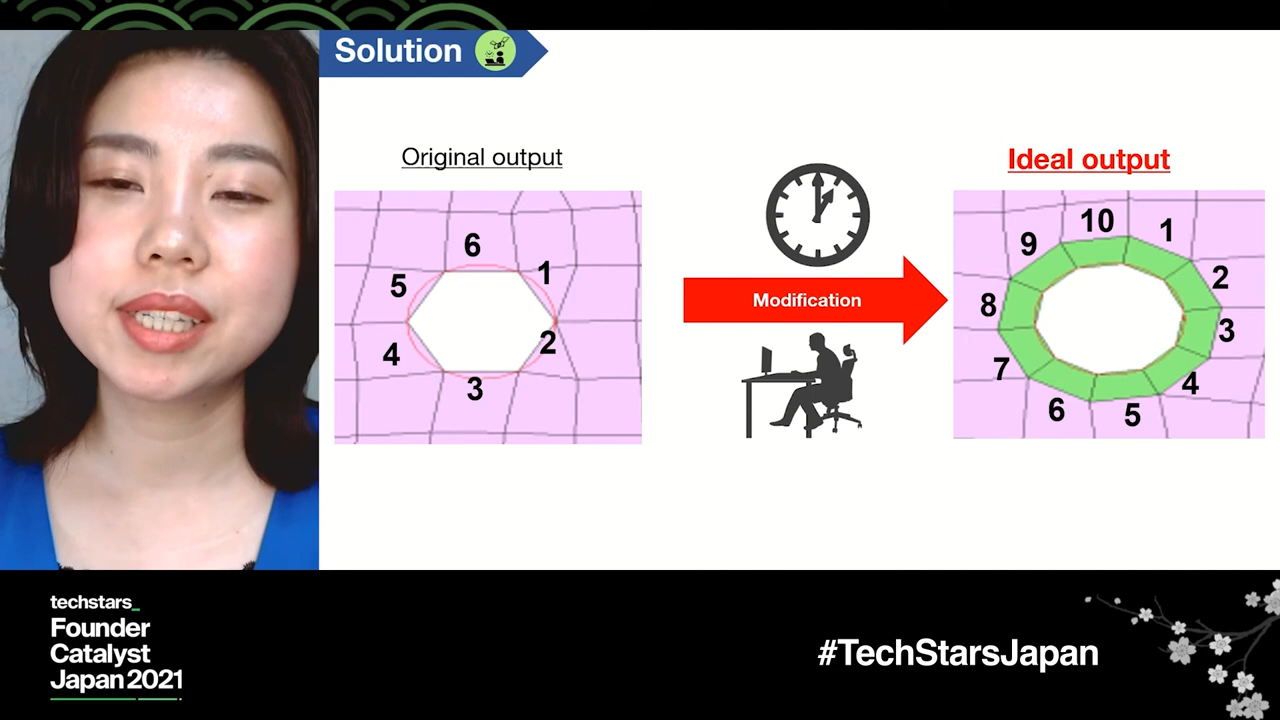 Solution
Original output
6
5
1
4
2
3
Modification
Ideal output
10
1
9
2
8
3
7
4
6
5
techstars_
Founder
Catalyst
Japan 2021
#TechStarsJapan